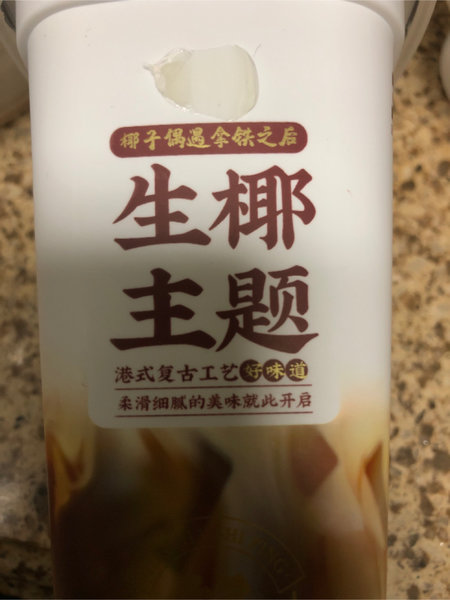 椰子偶遇拿铁之后
生椰
主题
港式复古工艺好味道
柔滑细腻的美味就此开启